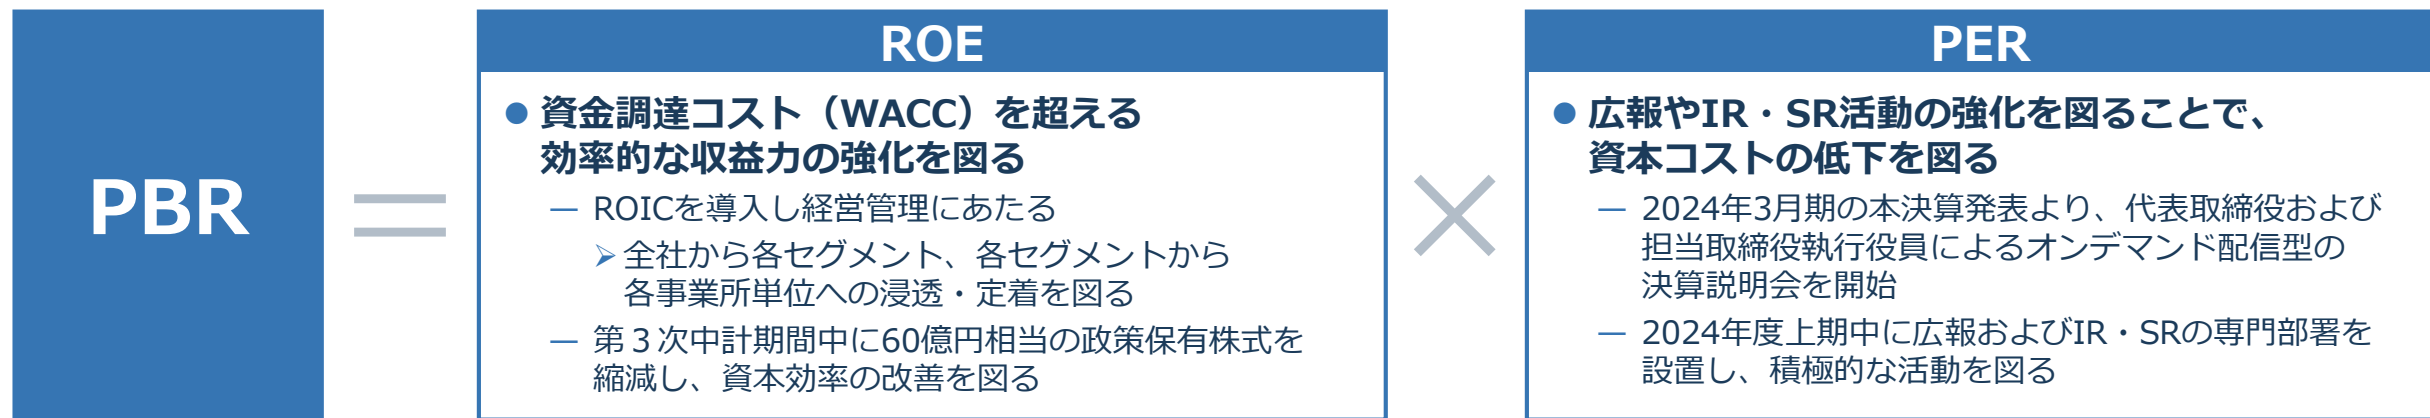 PBR
=
ROE
● 資金調達コスト（WACC）を超える
効率的な収益力の強化を図る
― ROICを導入し経営管理にあたる
➢ 全社から各セグメント、各セグメントから
各事業所単位への浸透・定着を図る
― 第３次中計期間中に60億円相当の政策保有株式を
縮減し、資本効率の改善を図る
×
PER
● 広報やIR・SR活動の強化を図ることで、
資本コストの低下を図る
― 2024年3月期の本決算発表より、代表取締役および
担当取締役執行役員によるオンデマンド配信型の
決算説明会を開始
― 2024年度上期中に広報およびIR・SRの専門部署を
設置し、積極的な活動を図る